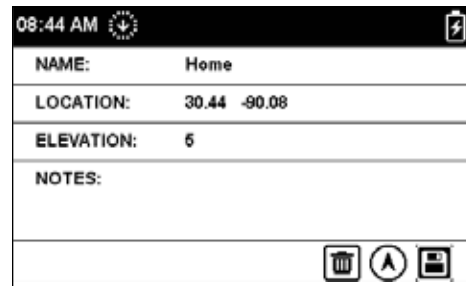 08:44 AM
NAME: Home
LOCATION: 30.44 -90.08
ELEVATION: 5
NOTES: